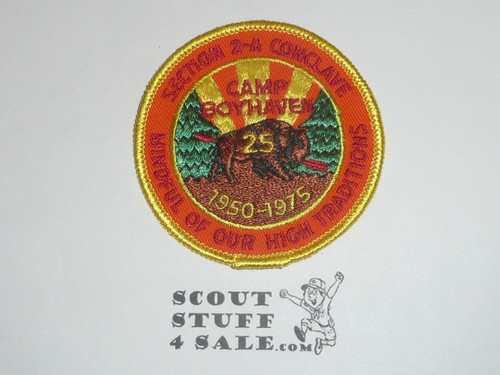 SECTION 2-A CONCLAVE
CAMP
BOYHAVEN
25
1950-1975
MINDFUL OF OUR HIGH TRADITIONS
SCOUT
STUFF
4 SALE.com